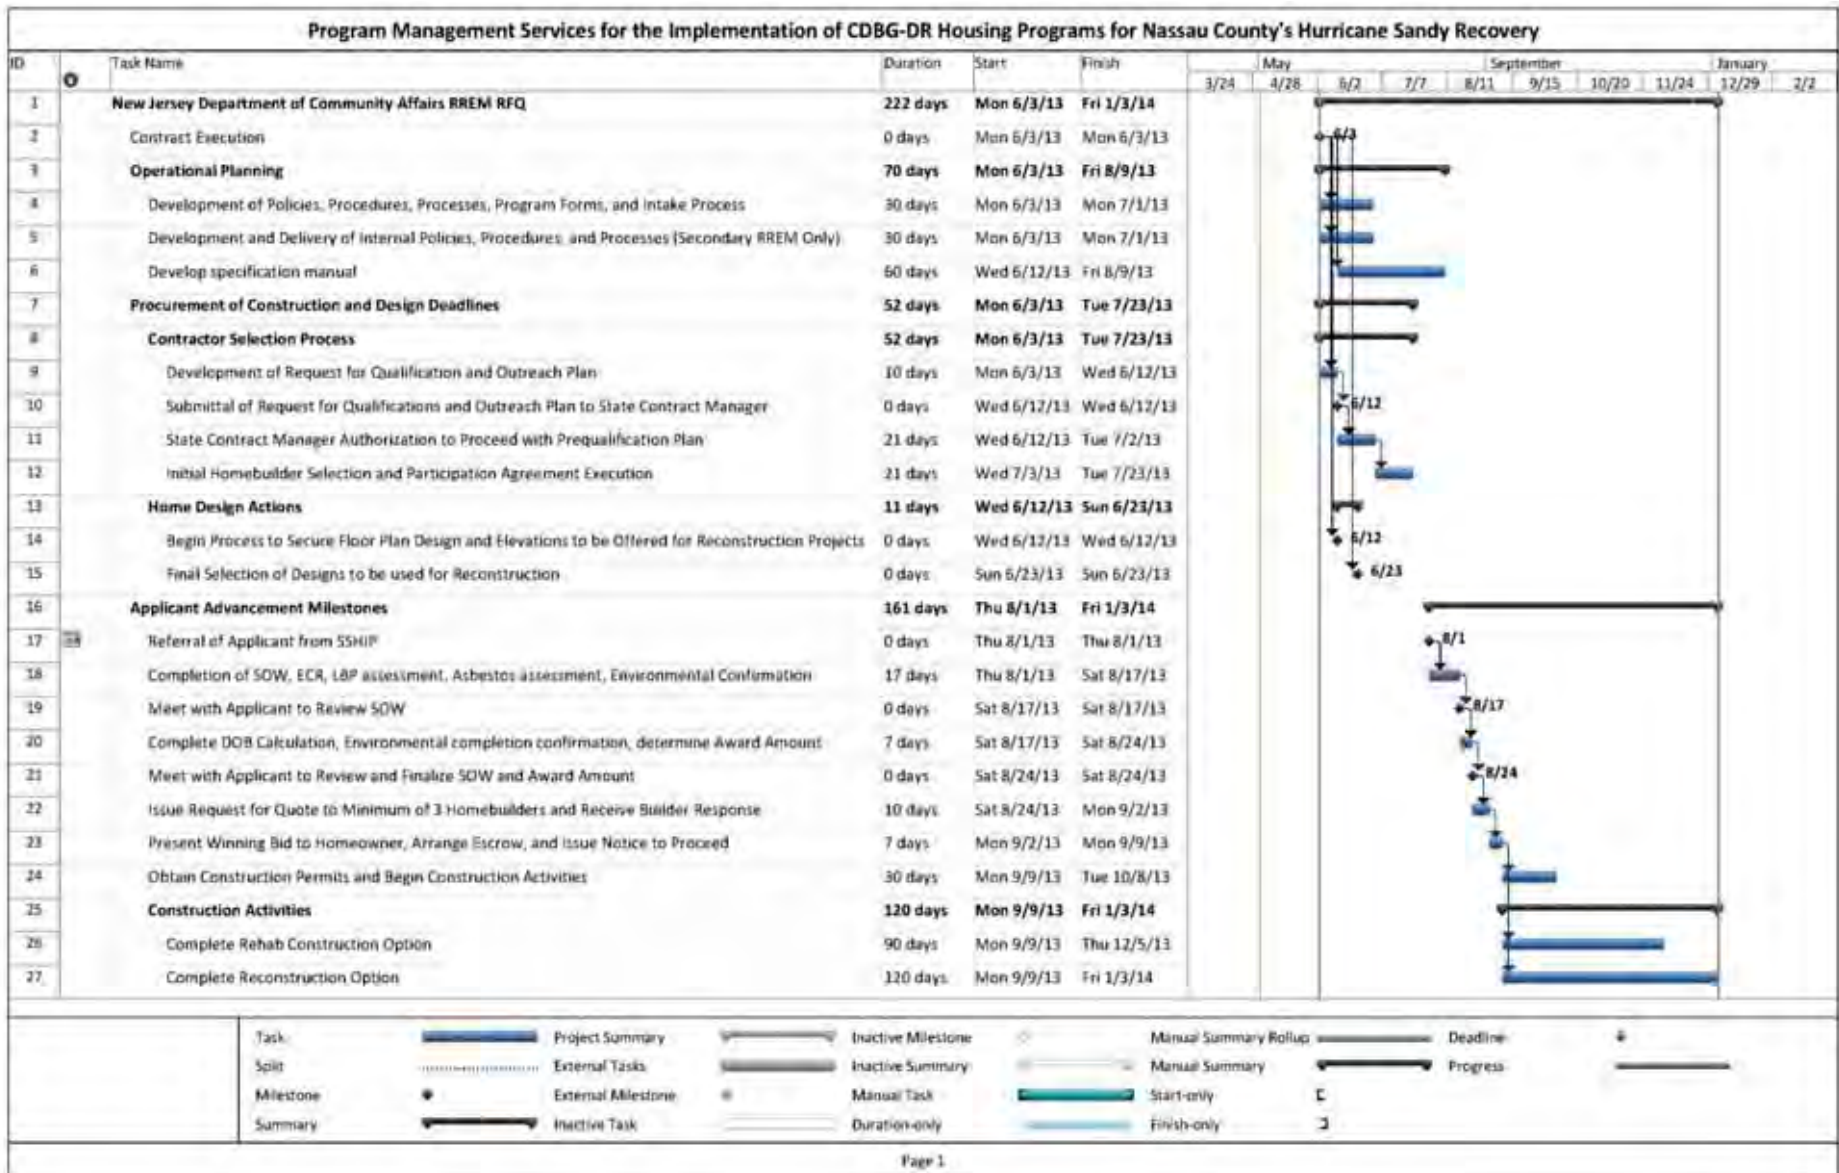 Program Management Services for the Implementation of CDBG-DR Housing Programs for Nassau County's Hurricane Sandy Recovery
ID Task Name Duration Start Finish May September January
3/24 4/28 6/2 7/7 8/11 9/15 10/20 11/24 12/29 2/2
1 New Jersey Department of Community Affairs RREM RFQ 222 days Mon 6/3/13 Fri 1/3/14
2 Contract Execution 0 days Mon 6/3/13 Mon 6/3/13 6/3
3 Operational Planning 70 days Mon 6/3/13 Fri 8/9/13
4 Development of Policies, Procedures, Processes, Program Forms, and Intake Process 30 days Mon 6/3/13 Mon 7/1/13
5 Development and Delivery of Internal Policies, Procedures, and Processes (Secondary RREM Only) 30 days Mon 6/3/13 Mon 7/1/13
6 Develop specification manual 60 days Wed 6/12/13 Fri 8/9/13
7 Procurement of Construction and Design Deadlines 52 days Mon 6/3/13 Tue 7/23/13
8 Contractor Selection Process 52 days Mon 6/3/13 Tue 7/23/13
9 Development of Request for Qualification and Outreach Plan 10 days Mon 6/3/13 Wed 6/12/13
10 Submittal of Request for Qualifications and Outreach Plan to State Contract Manager 0 days Wed 6/12/13 Wed 6/12/13 6/12
11 State Contract Manager Authorization to Proceed with Prequalification Plan 21 days Wed 6/12/13 Tue 7/2/13
12 Initial Homebuilder Selection and Participation Agreement Execution 21 days Wed 7/3/13 Tue 7/23/13
13 Home Design Actions 11 days Wed 6/12/13 Sun 6/23/13
14 Begin Process to Secure Floor Plan Design and Elevations to be Offered for Reconstruction Projects 0 days Wed 6/12/13 Wed 6/12/13 6/12
15 Final Selection of Designs to be used for Reconstruction 0 days Sun 6/23/13 Sun 6/23/13 6/23
16 Applicant Advancement Milestones 161 days Thu 8/1/13 Fri 1/3/14
17 Referral of Applicant from SSHIP 0 days Thu 8/1/13 Thu 8/1/13 8/1
18 Completion of SOW, ECR, LBP assessment, Asbestos assessment, Environmental Confirmation 17 days Thu 8/1/13 Sat 8/17/13
19 Meet with Applicant to Review SOW 0 days Sat 8/17/13 Sat 8/17/13 8/17
20 Complete DOB Calculation, Environmental completion confirmation, determine Award Amount 7 days Sat 8/17/13 Sat 8/24/13
21 Meet with Applicant to Review and Finalize SOW and Award Amount 0 days Sat 8/24/13 Sat 8/24/13 8/24
22 Issue Request for Quote to Minimum of 3 Homebuilders and Receive Builder Response 10 days Sat 8/24/13 Mon 9/2/13
23 Present Winning Bid to Homeowner, Arrange Escrow, and Issue Notice to Proceed 7 days Mon 9/2/13 Mon 9/9/13
24 Obtain Construction Permits and Begin Construction Activities 30 days Mon 9/9/13 Tue 10/8/13
25 Construction Activities 120 days Mon 9/9/13 Fri 1/3/14
26 Complete Rehab Construction Option 90 days Mon 9/9/13 Thu 12/5/13
27 Complete Reconstruction Option 120 days Mon 9/9/13 Fri 1/3/14
Task Project Summary Inactive Milestone Manual Summary Rollup Deadline
Split External Tasks Inactive Summary Manual Summary Progress
Milestone External Milestone Manual Task Start-only
Summary Inactive Task Duration-only Finish-only
Page 1